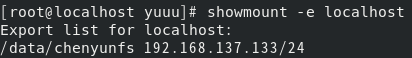 [root@localhost yuuu]# showmount -e localhost
Export list for localhost:
/data/chenyunfs 192.168.137.133/24